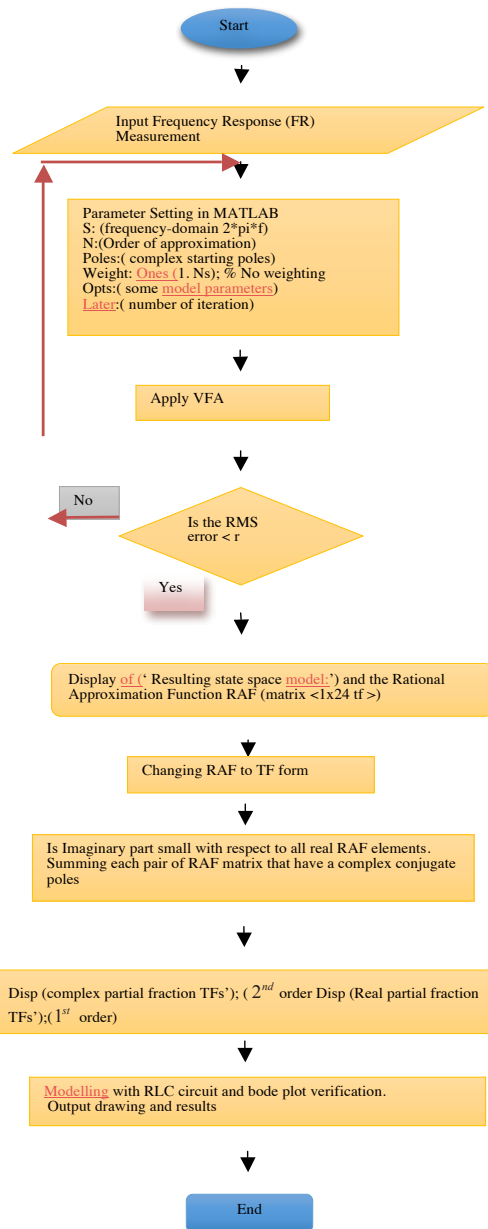 Start
Input Frequency Response (FR)
Measurement
Parameter Setting in MATLAB
S: (frequency-domain 2*pi*f)
N:(Order of approximation)
Poles:( complex starting poles)
Weight: Ones (1. Ns); % No weighting
Opts:( some model parameters)
Later:( number of iteration)
Apply VFA
No
Is the RMS
error < r
Yes
Display of (‘ Resulting state space model:’) and the Rational
Approximation Function RAF (matrix <1x24 tf >)
Changing RAF to TF form
Is Imaginary part small with respect to all real RAF elements.
Summing each pair of RAF matrix that have a complex conjugate
poles
Disp (complex partial fraction TFs’); ( 2nd order Disp (Real partial fraction
TFs’);(1st order)
Modelling with RLC circuit and bode plot verification.
Output drawing and results
End